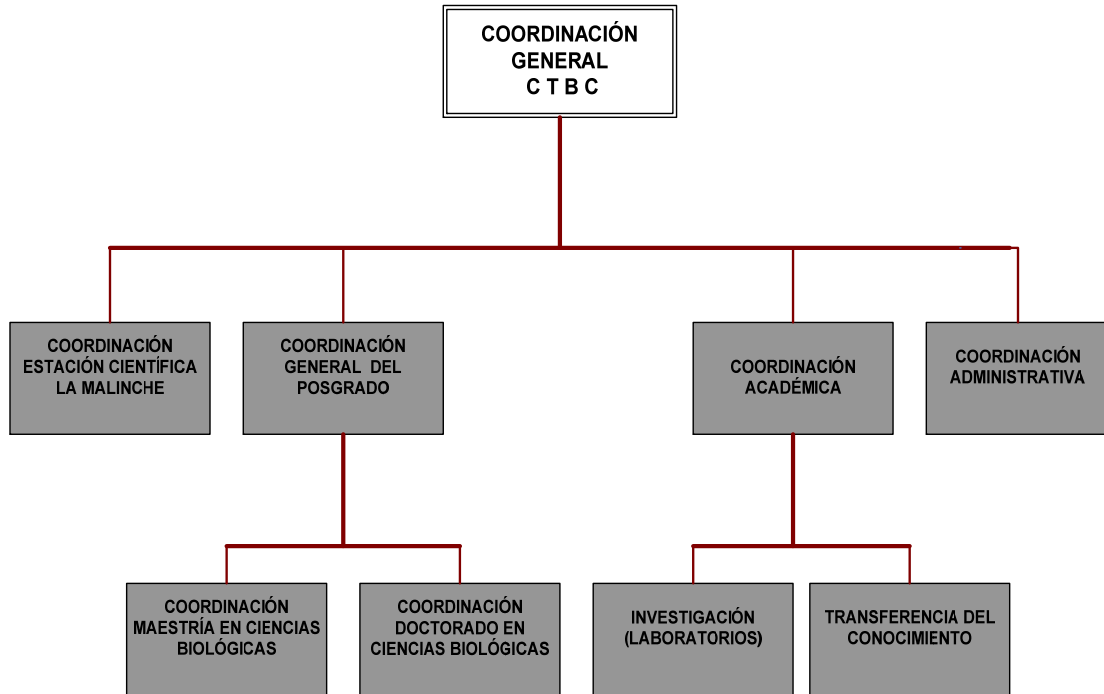 COORDINACIÓN
GENERAL
C T B C
COORDINACIÓN
ESTACIÓN CIENTÍFICA
LA MALINCHE
COORDINACIÓN
GENERAL DEL
POSGRADO
COORDINACIÓN
ACADÉMICA
COORDINACIÓN
ADMINISTRATIVA
COORDINACIÓN
MAESTRÍA EN CIENCIAS
BIOLÓGICAS
COORDINACIÓN
DOCTORADO EN
CIENCIAS BIOLÓGICAS
INVESTIGACIÓN
(LABORATORIOS)
TRANSFERENCIA DEL
CONOCIMIENTO